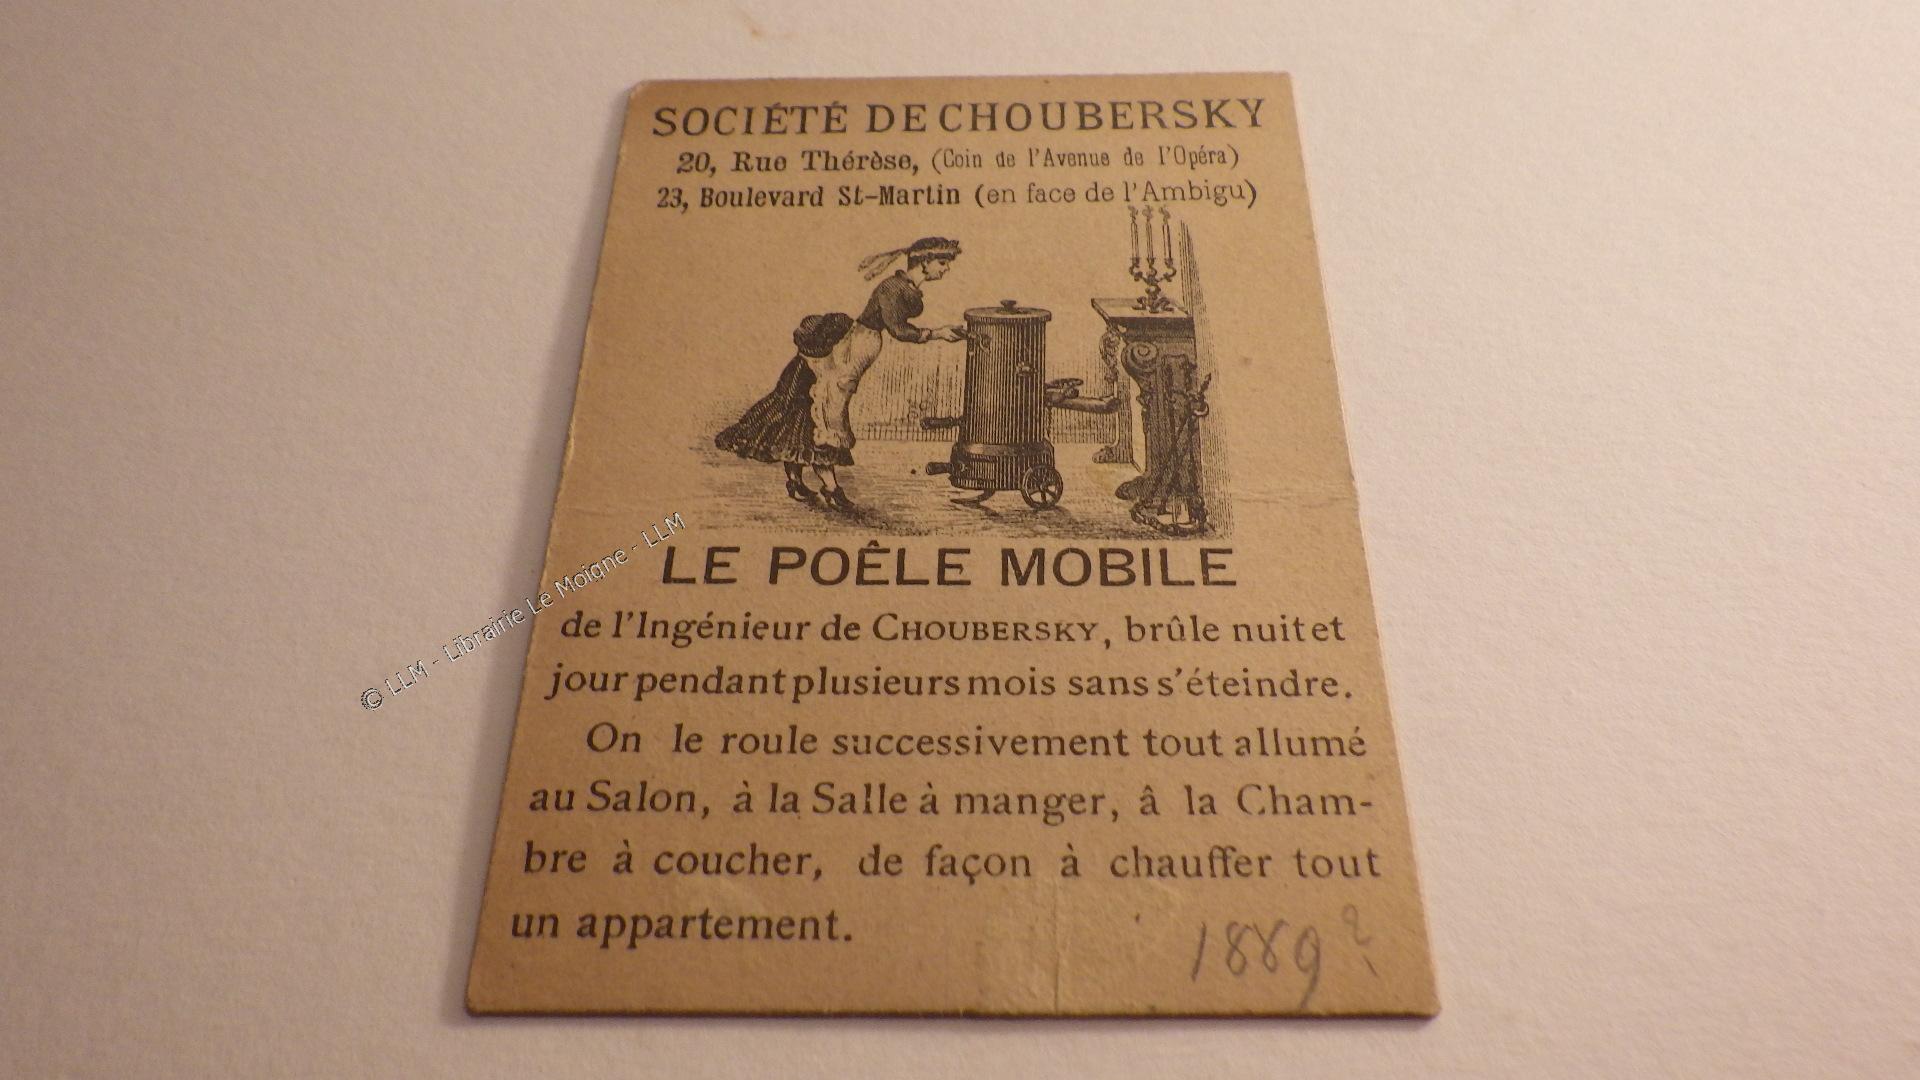 SOCIÉTÉ DE CHOUBERSKY
20, Rue Thérèse, (Coin de l'Avenue de l'Opéra)
23, Boulevard St-Martin (en face de l'Ambigu)
LE POÊLE MOBILE
de l'Ingénieur de CHOUBERSKY, brûle nuit et
jour pendant plusieurs mois sans s'éteindre.
On le roule successivement tout allumé
au Salon, à la Salle à manger, â la Cham-
bre à coucher, de façon à chauffer tout
un appartement.
1889?
© LLM - Librairie Le Moigne - LLM